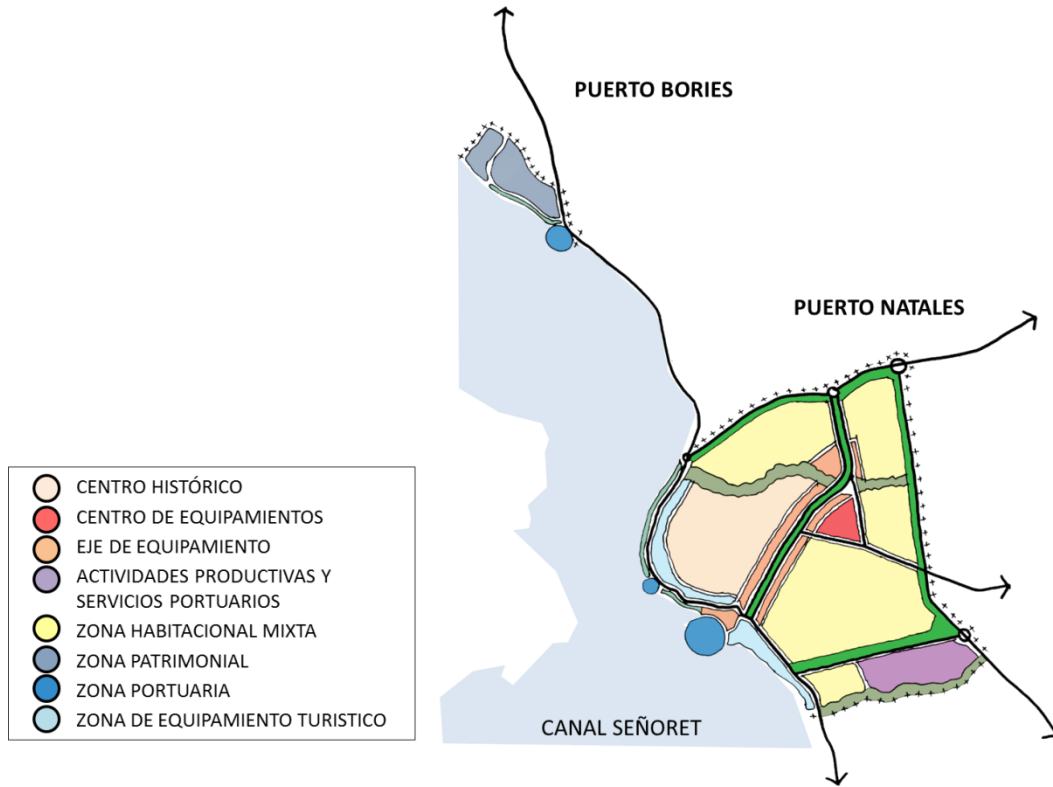 PUERTO BORIES
PUERTO NATALES
CENTRO HISTÓRICO
CENTRO DE EQUIPAMIENTOS
EJE DE EQUIPAMIENTO
ACTIVIDADES PRODUCTIVAS Y
SERVICIOS PORTUARIOS
ZONA HABITACIONAL MIXTA
ZONA PATRIMONIAL
ZONA PORTUARIA
ZONA DE EQUIPAMIENTO TURISTICO
CANAL SEÑORET